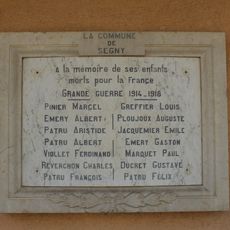 LA COMMUNE
DE
SEGNY
à la mémoire de ses enfants
morts pour la France
GRANDE GUERRE 1914-1918
PINIER MARCEL GREFFIER LOUIS
EMERY ALBERT PLOUJOUX AUGUSTE
PATRU ARISTIDE JACQUEMIER EMILE
PATRU ALBERT EMERY GASTON
VIOLLET FERDINAND MARQUET PAUL
REVERCHON CHARLES DUCRET GUSTAVE
PATRU FRANÇOIS PATRU FÉLIX